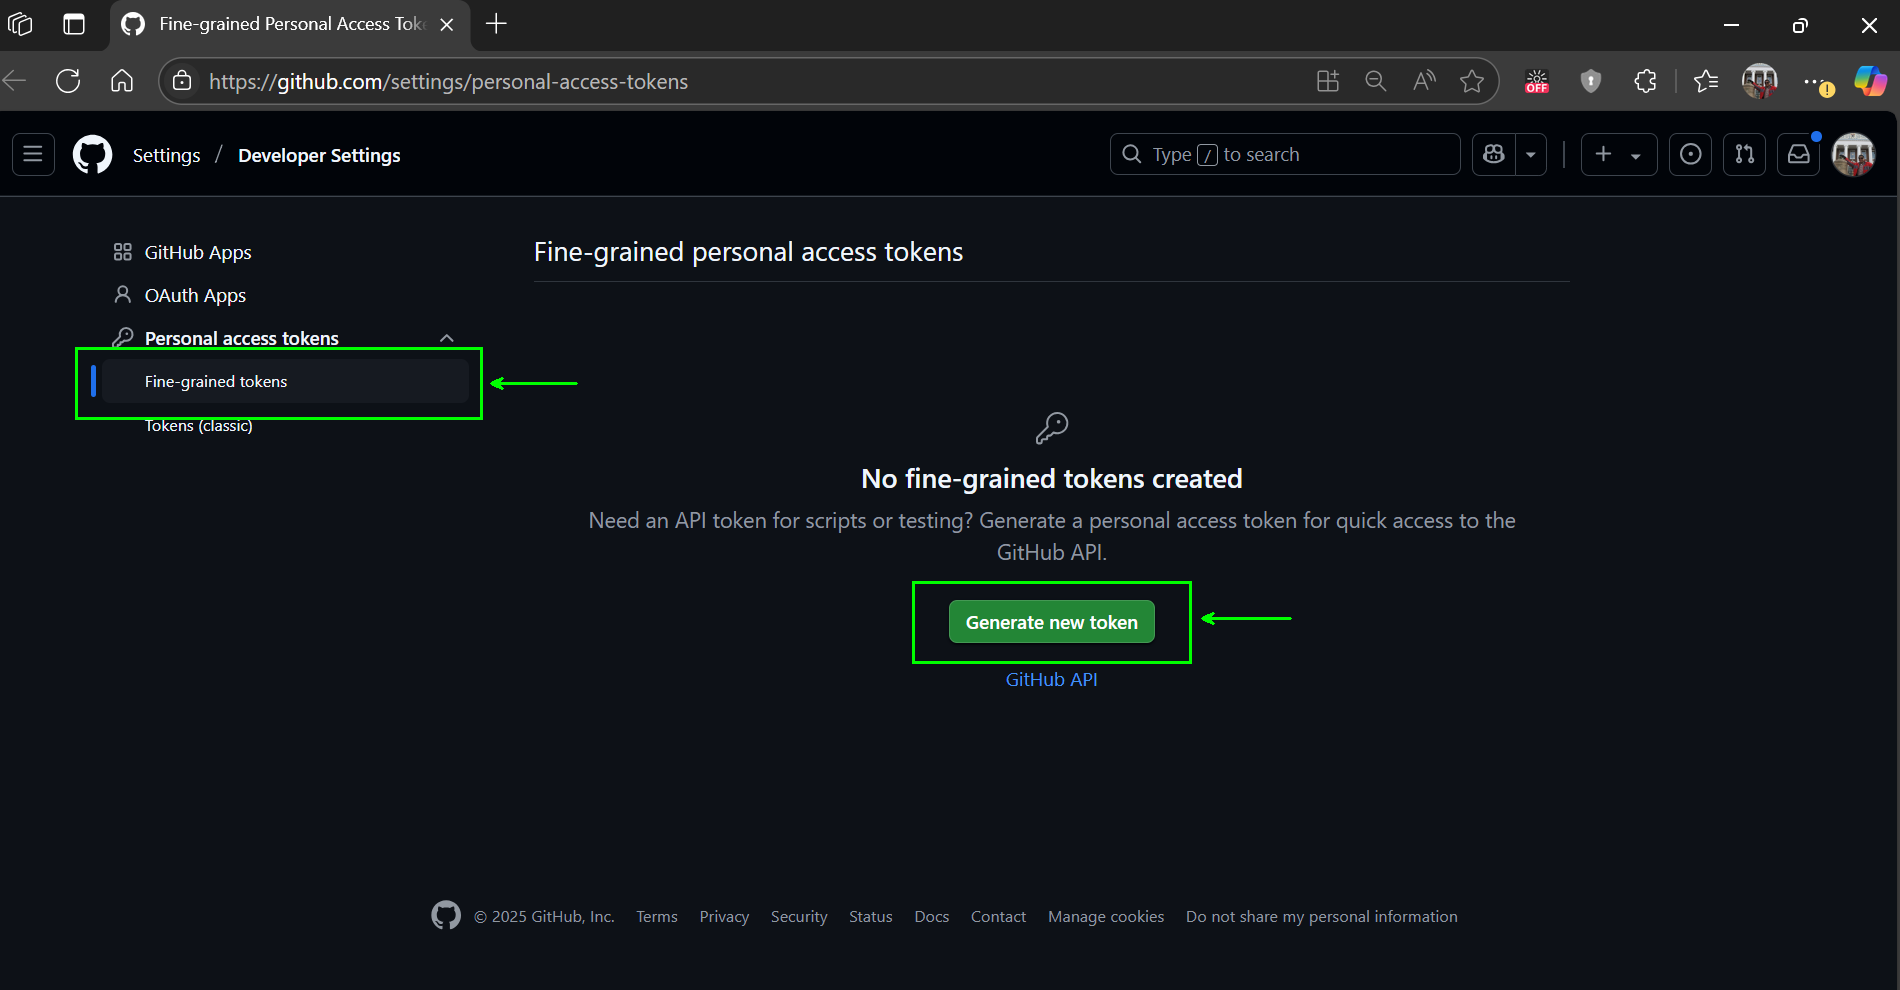 Fine-grained Personal Access Tok
https://github.com/settings/personal-access-tokens
OFF
Settings / Developer Settings
Type / to search
GitHub Apps
OAuth Apps
Personal access tokens
Fine-grained tokens
Tokens (classic)
Fine-grained personal access tokens
No fine-grained tokens created
Need an API token for scripts or testing? Generate a personal access token for quick access to the
GitHub API.
Generate new token
GitHub API
© 2025 GitHub, Inc. Terms Privacy Security Status Docs Contact Manage cookies Do not share my personal information